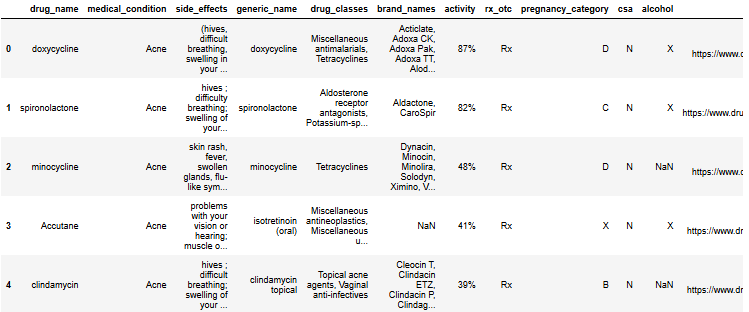 drug_name medical_condition side_effects generic_name drug_classes brand_names activity rx_otc pregnancy_category csa alcohol
0 doxycycline Acne (hives, difficult breathing, swelling in your ... doxycycline Miscellaneous antimalarials, Tetracyclines Acticlate, Adoxa CK, Adoxa Pak, Adoxa TT, Alod... 87% Rx D N X https://www.d
1 spironolactone Acne hives ; difficulty breathing; swelling of your... spironolactone Aldosterone receptor antagonists, Potassium-sp... Aldactone, CaroSpir 82% Rx C N X https://www.dru
2 minocycline Acne skin rash, fever, swollen glands, flu-like sym... minocycline Tetracyclines Dynacin, Minocin, Minolira, Solodyn, Ximino, V... 48% Rx D N NaN https://www.d
3 Accutane Acne problems with your vision or hearing; muscle o... isotretinoin (oral) Miscellaneous antineoplastics, Miscellaneous u... NaN 41% Rx X N X https://www.dr
4 clindamycin Acne hives ; difficult breathing; swelling of your ... clindamycin topical Topical acne agents, Vaginal anti-infectives Cleocin T, Clindacin ETZ, Clindacin P, Clindag... 39% Rx B N NaN https://www.d